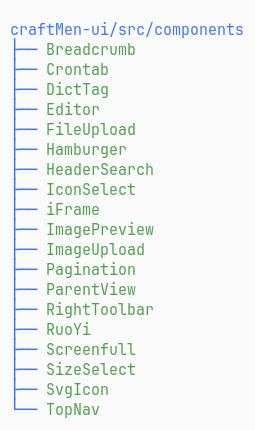 craftMen-ui/src/components
├── Breadcrumb
├── Crontab
├── DictTag
├── Editor
├── FileUpload
├── Hamburger
├── HeaderSearch
├── IconSelect
├── iFrame
├── ImagePreview
├── ImageUpload
├── Pagination
├── ParentView
├── RightToolbar
├── RuoYi
├── Screenfull
├── SizeSelect
├── SvgIcon
└── TopNav